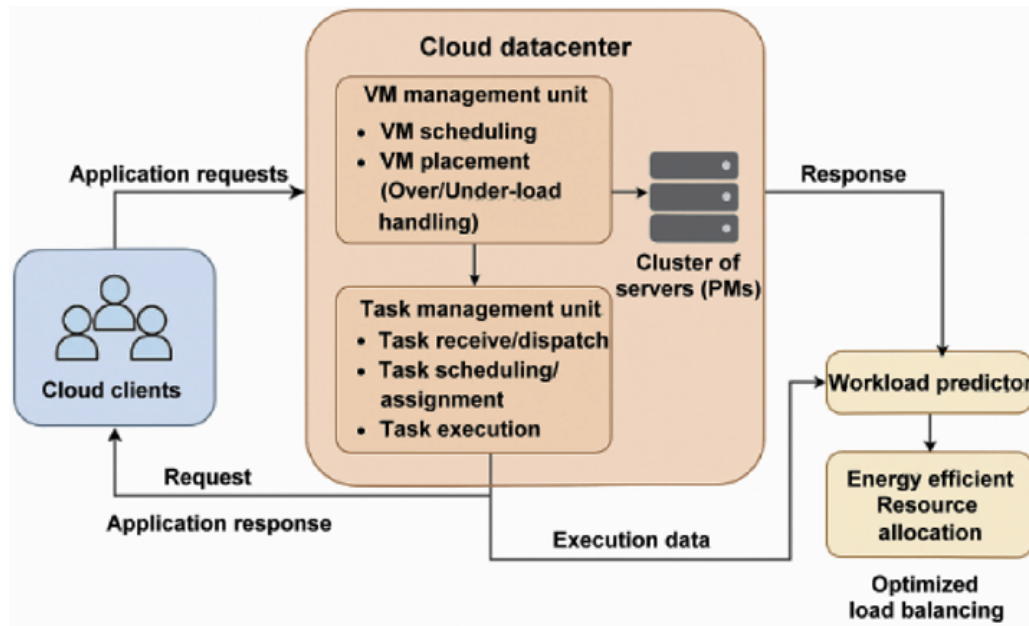 Cloud datacenter
VM management unit
• VM scheduling
• VM placement
(Over/Under-load
handling)
Application requests
Response
Cluster of
servers (PMs)
Task management unit
• Task receive/dispatch
• Task scheduling/
assignment
• Task execution
Cloud clients
Workload predictor
Request
Application response
Execution data
Energy efficient
Resource
allocation
Optimized
load balancing